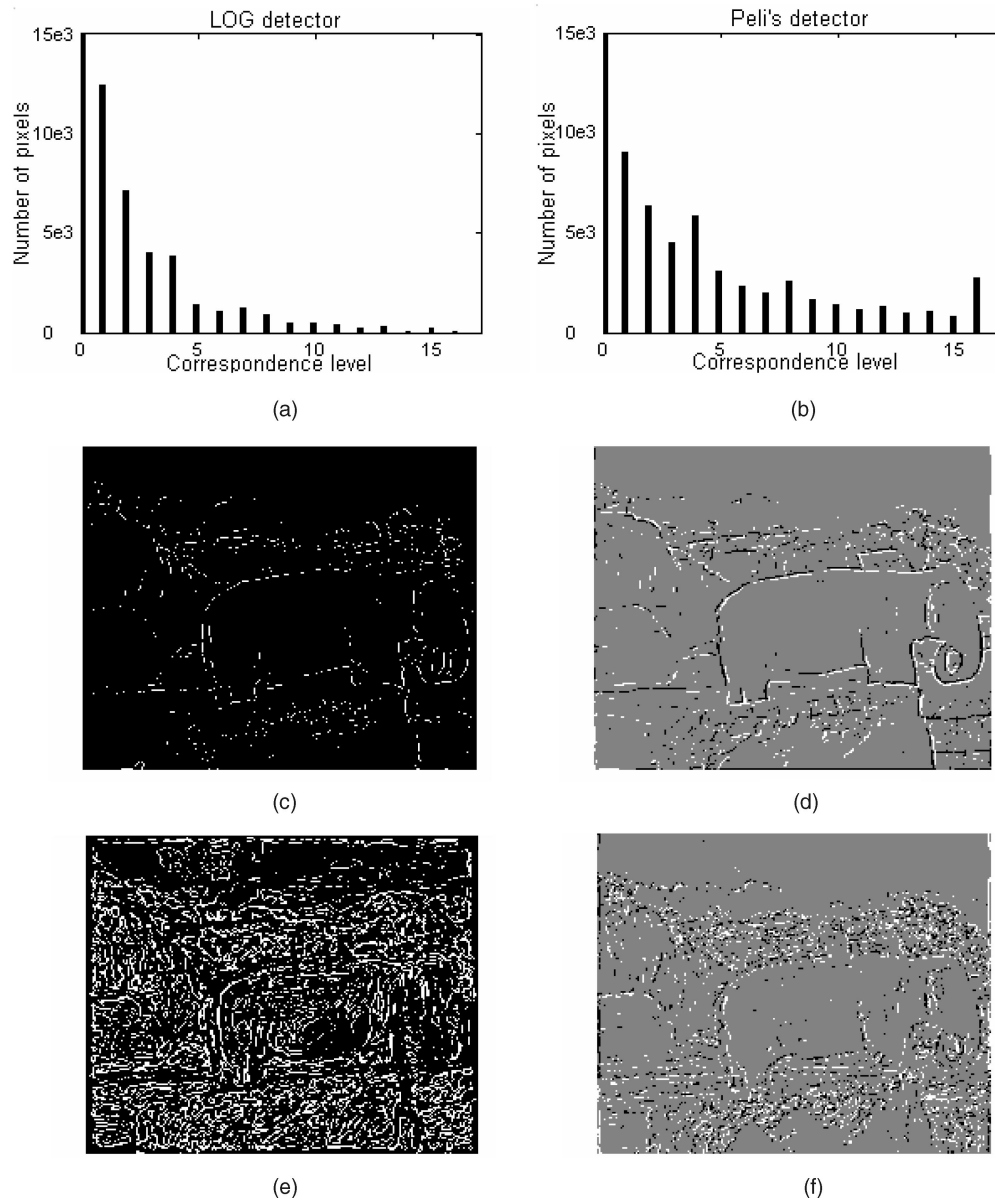 LOG detector
15e3
10e3
5e3
0
Number of pixels
0 5 10 15
Correspondence level
(a)
Peli's detector
15e3
10e3
5e3
0
Number of pixels
0 5 10 15
Correspondence level
(b)
(c)
(d)
(e)
(f)